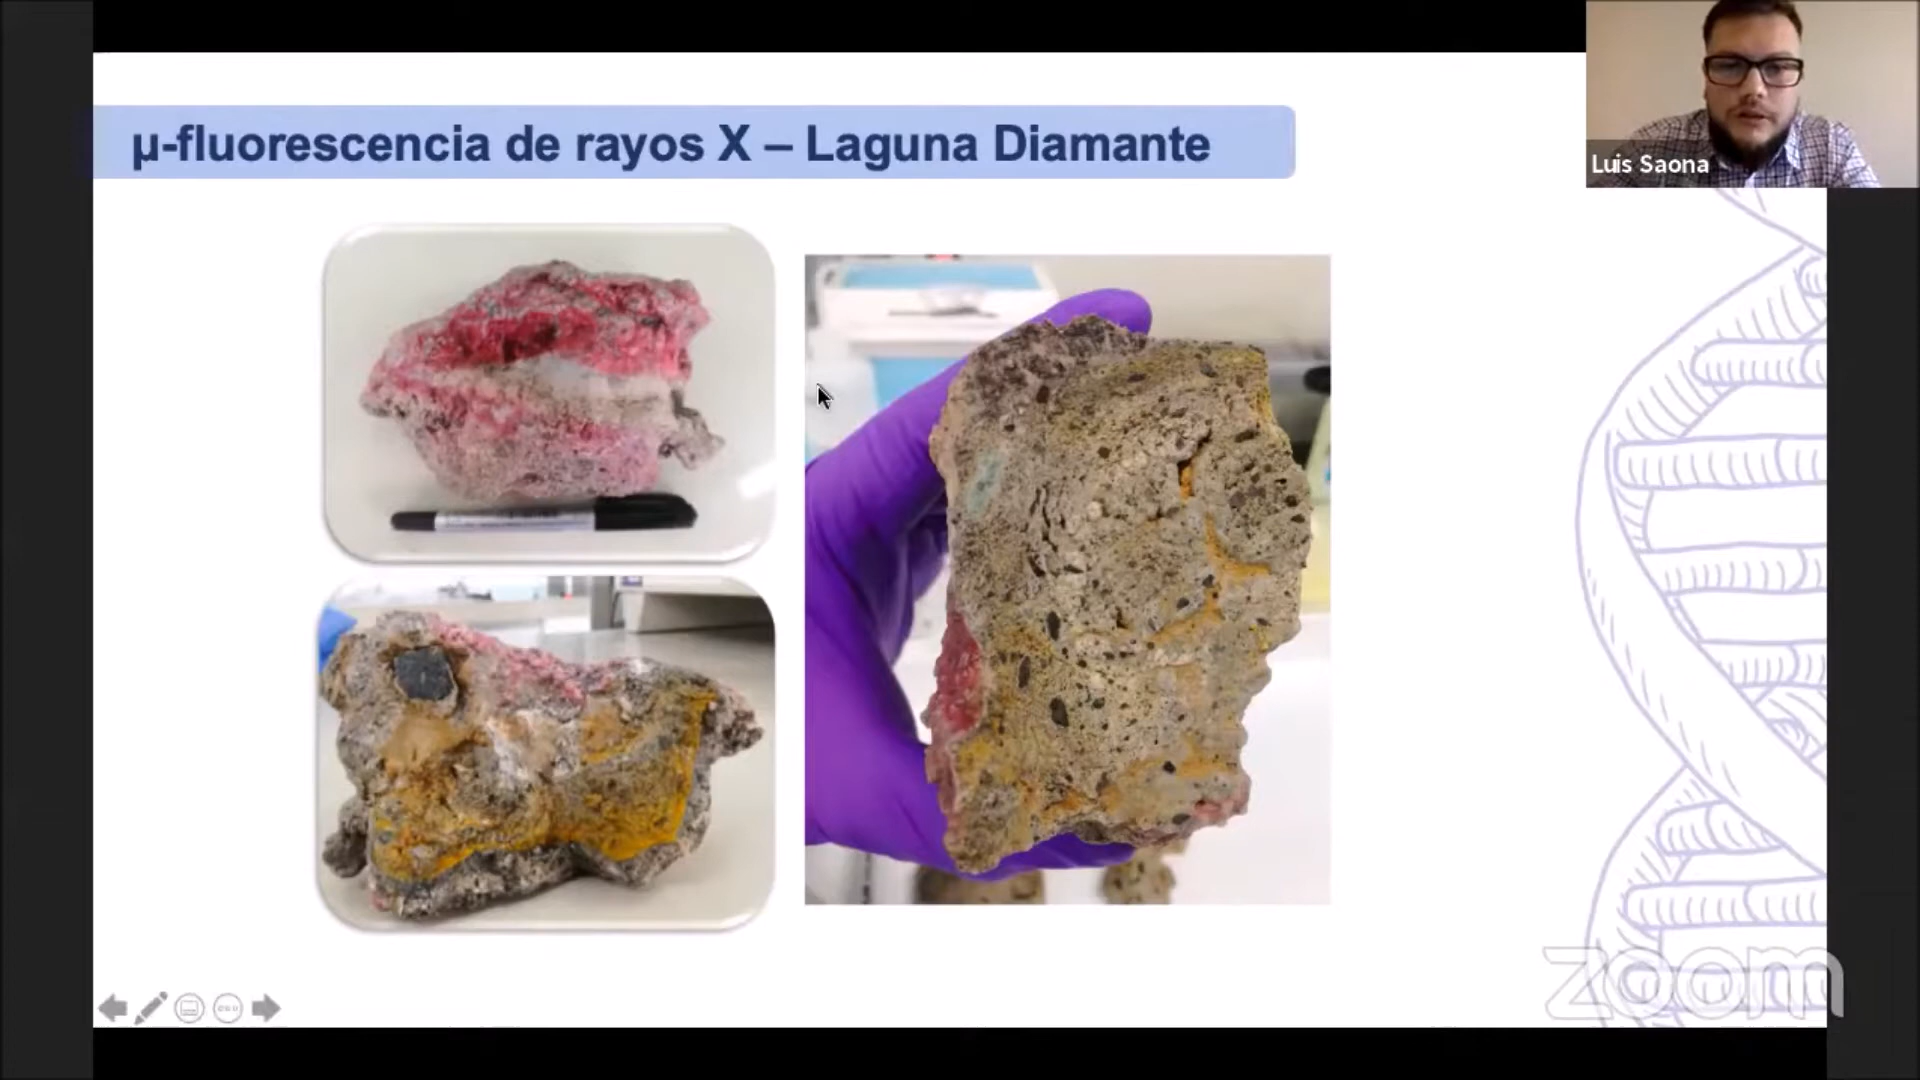 µ-fluorescencia de rayos X – Laguna Diamante
Luis Saona
zoom